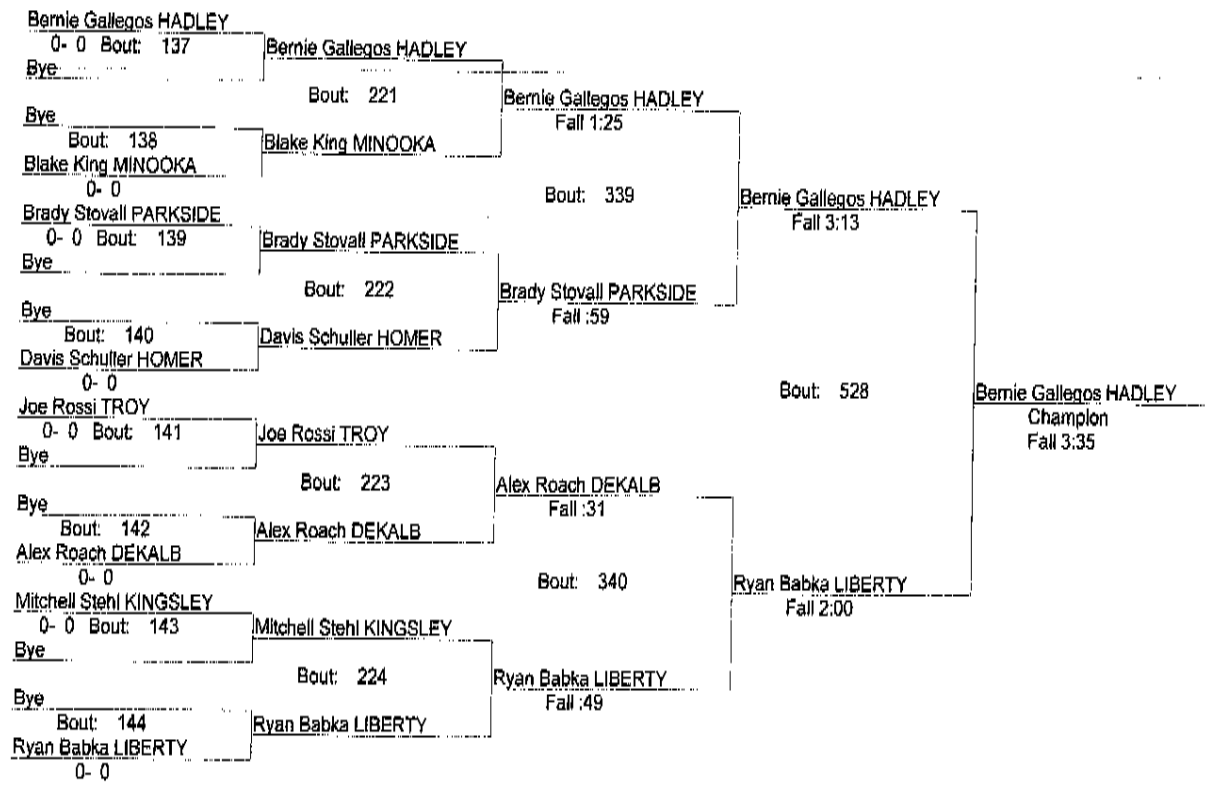 Bernie Gallegos HADLEY
0- 0 Bout: 137
Bye
Bernie Gallegos HADLEY
Bout: 221
Bye
Bout: 138
Blake King MINOOKA
0- 0
Blake King MINOOKA
Bernie Gallegos HADLEY
Fall 1:25
Bout: 339
Brady Stovall PARKSIDE
0- 0 Bout: 139
Bye
Brady Stovall PARKSIDE
Bout: 222
Bye
Bout: 140
Davis Schuller HOMER
0- 0
Davis Schuller HOMER
Brady Stovall PARKSIDE
Fall :59
Bernie Gallegos HADLEY
Fall 3:13
Bout: 528
Bernie Gallegos HADLEY
Champion
Fall 3:35
Joe Rossi TROY
0- 0 Bout: 141
Bye
Joe Rossi TROY
Bout: 223
Bye
Bout: 142
Alex Roach DEKALB
0- 0
Alex Roach DEKALB
Alex Roach DEKALB
Fall :31
Bout: 340
Mitchell Stehl KINGSLEY
0- 0 Bout: 143
Bye
Mitchell Stehl KINGSLEY
Bout: 224
Bye
Bout: 144
Ryan Babka LIBERTY
0- 0
Ryan Babka LIBERTY
Ryan Babka LIBERTY
Fall :49
Ryan Babka LIBERTY
Fall 2:00